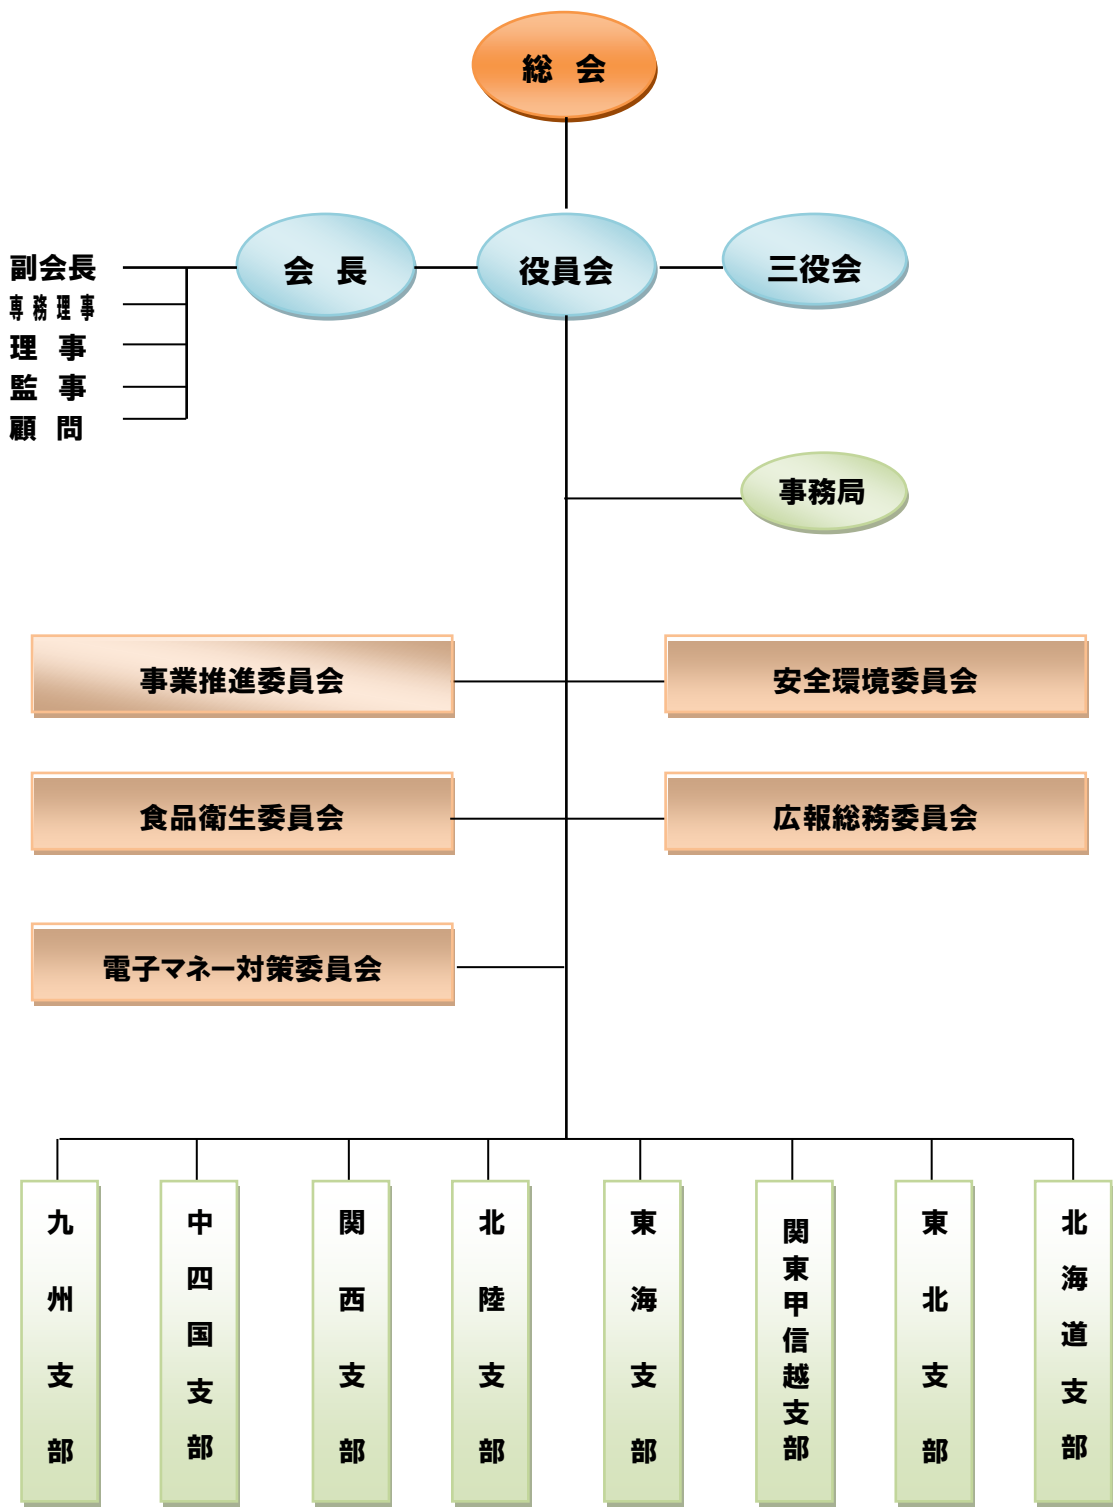 総 会
副会長
専務理事
理 事
監 事
顧 問
会 長
役員会
三役会
事務局
事業推進委員会
安全環境委員会
食品衛生委員会
広報総務委員会
電子マネー対策委員会
九州支部
中四国支部
関西支部
北陸支部
東海支部
関東甲信越支部
東北支部
北海道支部